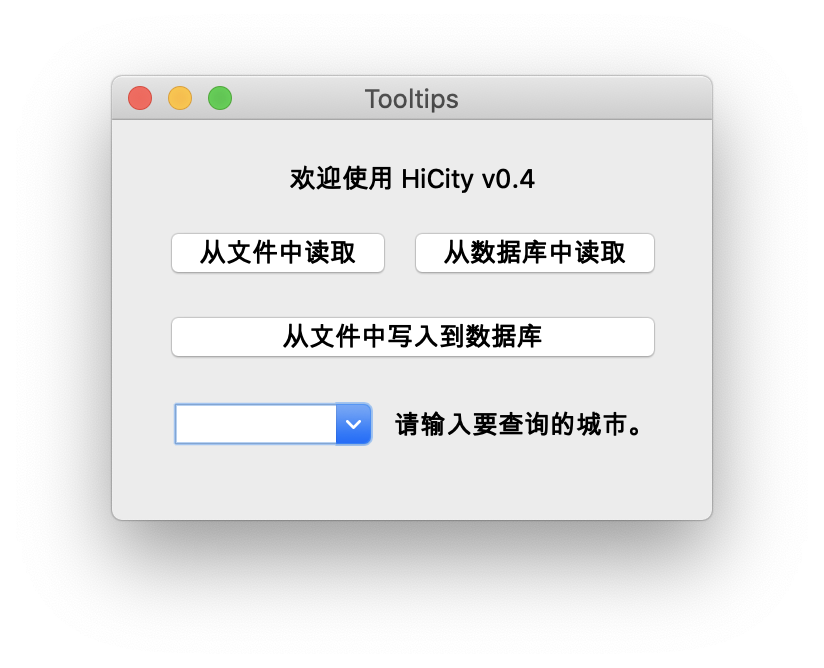 Tooltips
欢迎使用 HiCity v0.4
从文件中读取
从数据库中读取
从文件中写入到数据库
请输入要查询的城市。